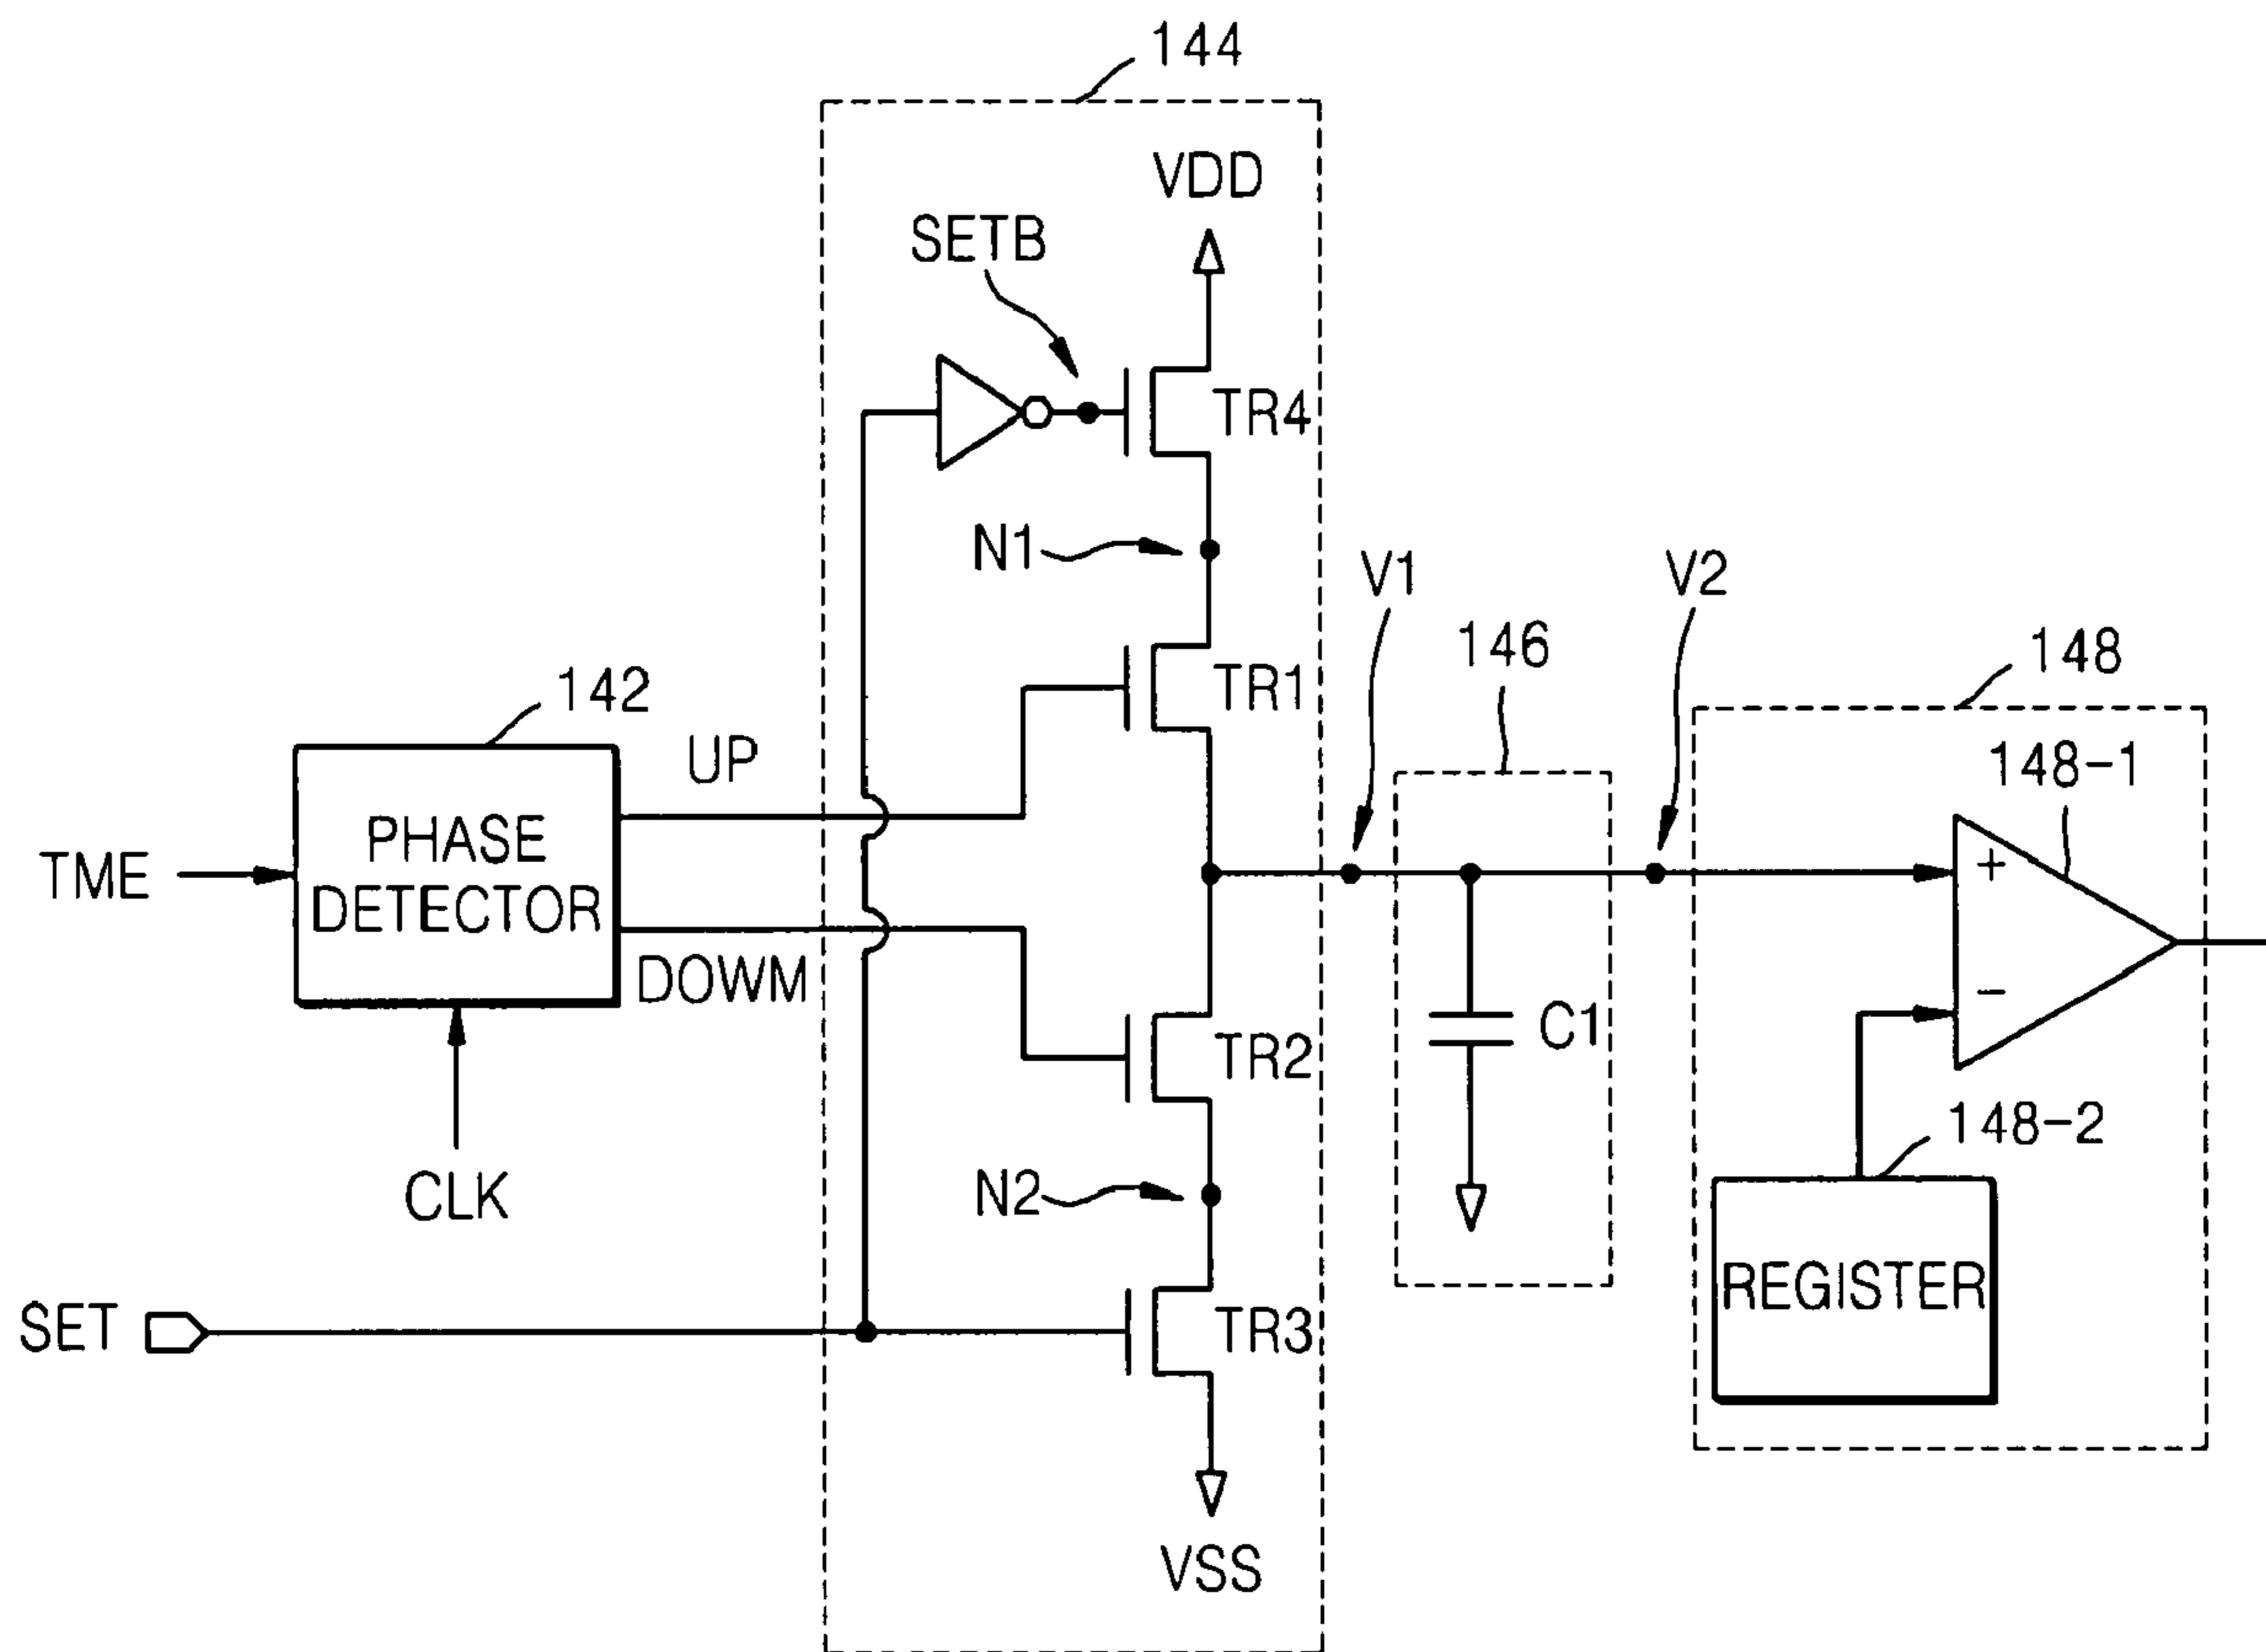 144
VDD
SETB
TR4
N1
V1
V2
146
148
TR1
142
UP
148-1
PHASE
DETECTOR
TME
+
DOWM
−
C1
TR2
148-2
CLK
N2
REGISTER
SET
TR3
VSS